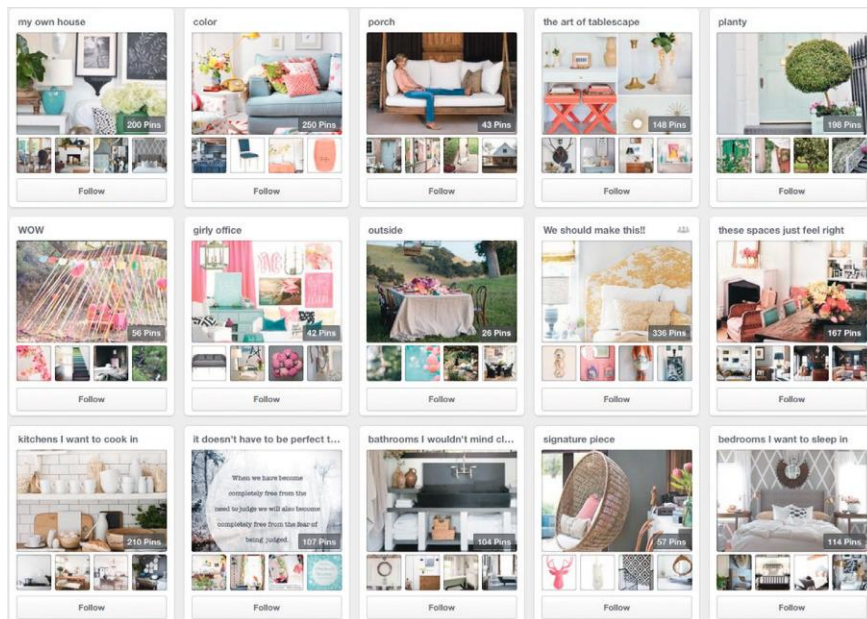 my own house
color
porch
the art of tablescape
planty
200 Pins
250 Pins
43 Pins
148 Pins
198 Pins
Follow
Follow
Follow
Follow
Follow
WOW
girly office
outside
We should make this!!
these spaces just feel right
56 Pins
42 Pins
26 Pins
336 Pins
167 Pins
Follow
Follow
Follow
Follow
Follow
kitchens I want to cook in
it doesn't have to be perfect t...
bathrooms I wouldn't mind cl...
signature piece
bedrooms I want to sleep in
When we have become
completely free from the
need to judge we will also become
completely free from the fear of
being judged.
210 Pins
107 Pins
104 Pins
57 Pins
114 Pins
Follow
Follow
Follow
Follow
Follow